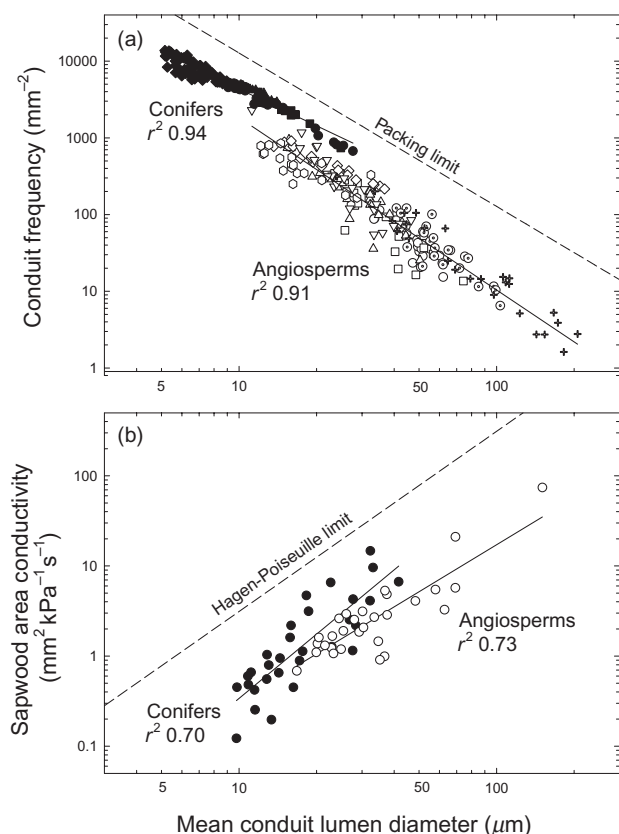 (a)
Conduit frequency (mm⁻²)
10000
1000
100
10
1
Conifers
r² 0.94
Packing limit
Angiosperms
r² 0.91
5
10
50
100
(b)
Sapwood area conductivity
(mm² kPa⁻¹ s⁻¹)
100
10
1
0.1
Hagen-Poiseuille limit
Angiosperms
r² 0.73
Conifers
r² 0.70
5
10
50
100
Mean conduit lumen diameter (μm)